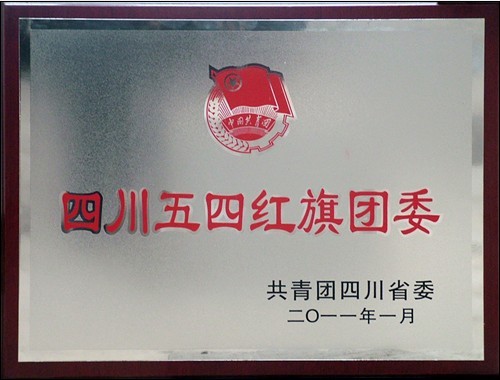 中国共青团
四川五四红旗团委
共青团四川省委
二〇一一年一月